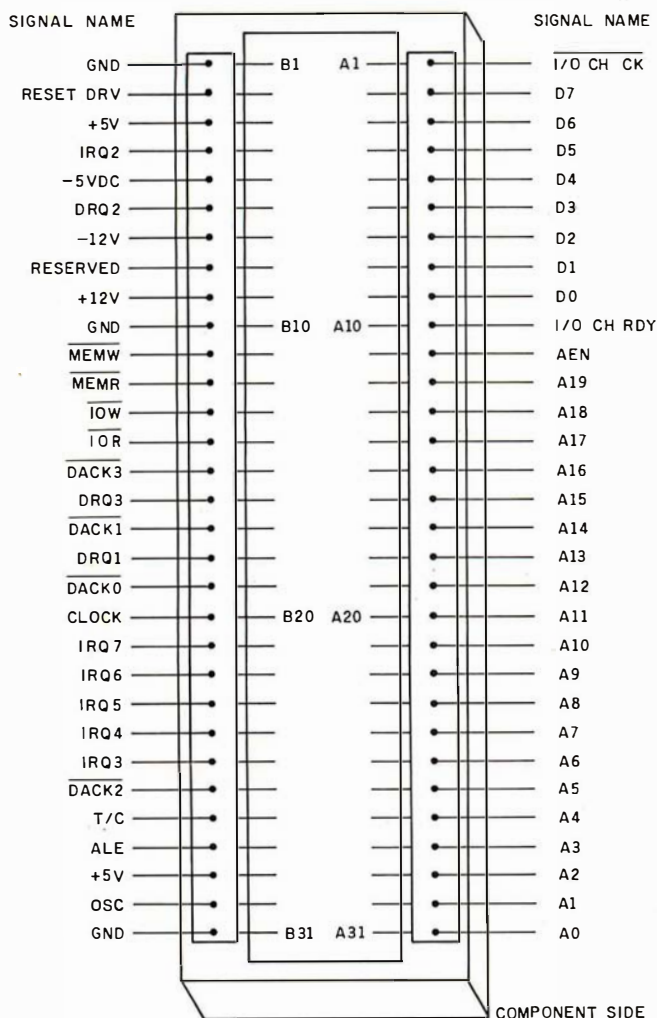 SIGNAL NAME SIGNAL NAME
GND B1 A1 I/O CH CK
RESET DRV D7
+5V D6
IRQ2 D5
-5VDC D4
DRQ2 D3
-12V D2
RESERVED D1
+12V D0
GND B10 A10 I/O CH RDY
MEMW AEN
MEMR A19
IOW A18
IOR A17
DACK3 A16
DRQ3 A15
DACK1 A14
DRQ1 A13
DACK0 A12
CLOCK B20 A20 A11
IRQ7 A10
IRQ6 A9
IRQ5 A8
IRQ4 A7
IRQ3 A6
DACK2 A5
T/C A4
ALE A3
+5V A2
OSC A1
GND B31 A31 A0
COMPONENT SIDE